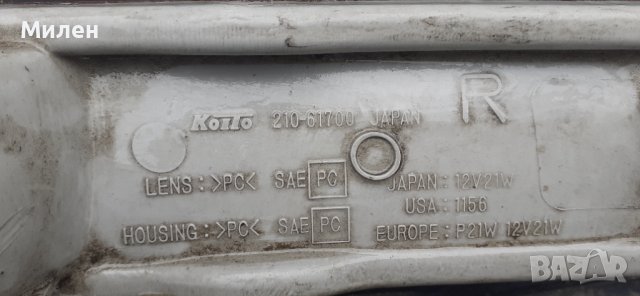 Милен
R
KOITO 210-61700 JAPAN
LENS : >PC< SAE PC JAPAN : 12V21W
USA : 1156
HOUSING : >PC< SAE PC EUROPE : P21W 12V21W
BAZAR